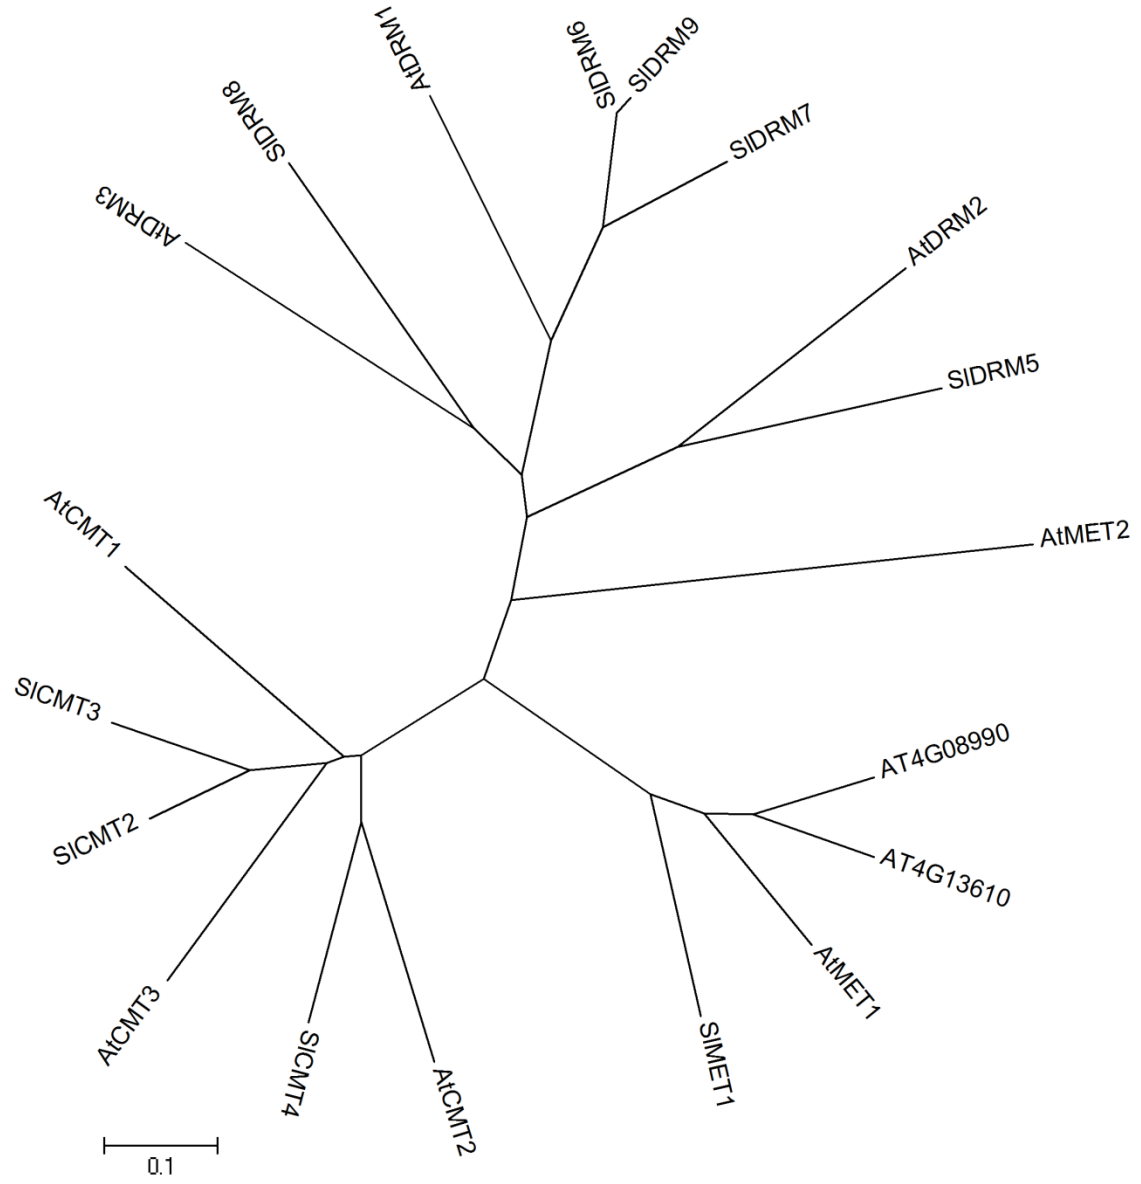 AtDRM1
SlDRM6
SlDRM9
SlDRM8
SlDRM7
AtDRM3
AtDRM2
SlDRM5
AtCMT1
AtMET2
SlCMT3
AT4G08990
SlCMT2
AT4G13610
AtMET1
AtCMT3
SlCMT4
SlMET1
AtCMT2
0.1